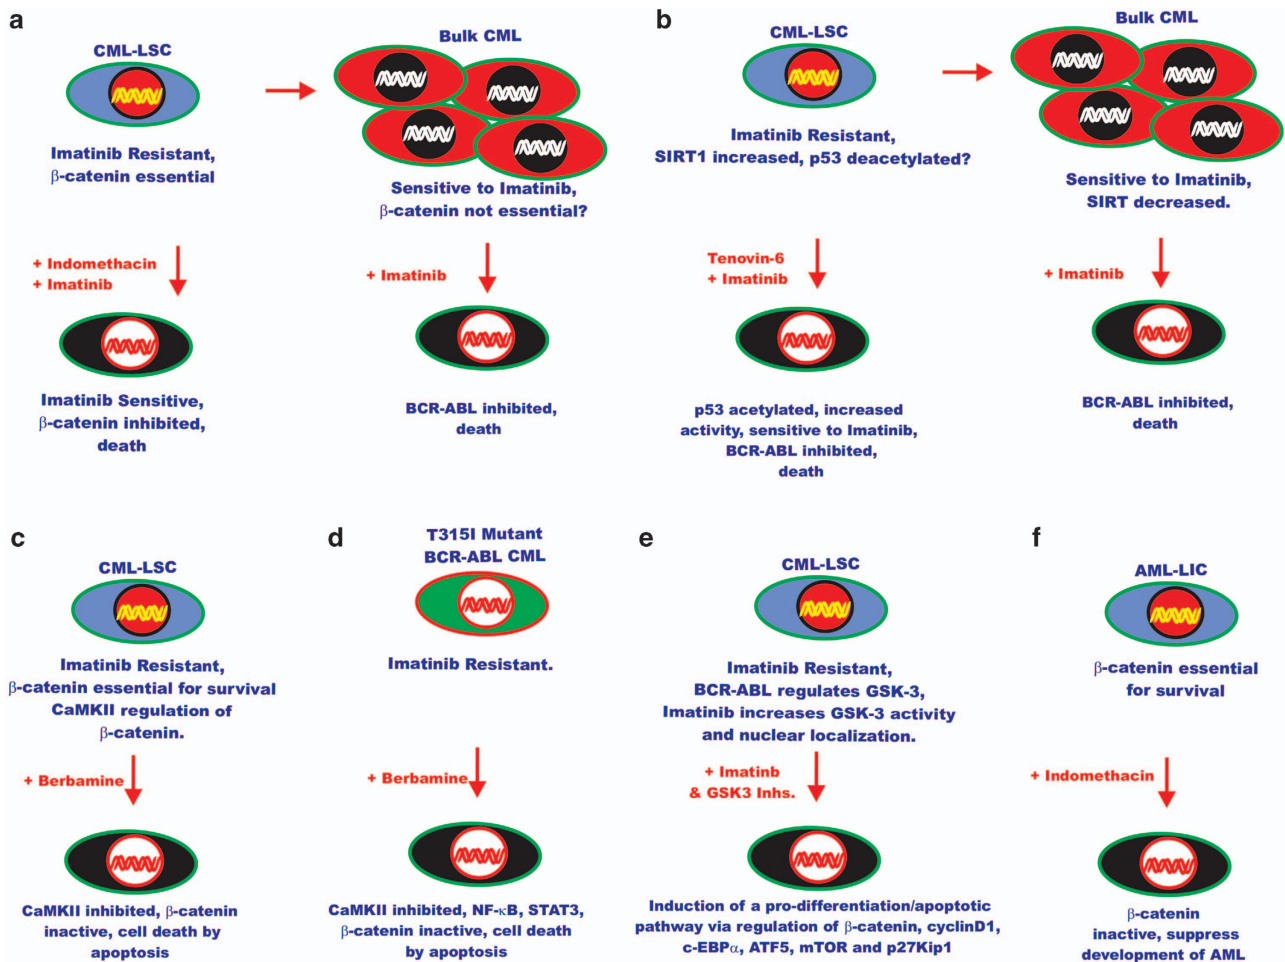 a
CML-LSC
Imatinib Resistant,
β-catenin essential
Bulk CML
Sensitive to Imatinib,
β-catenin not essential?
+ Indomethacin
+ Imatinib
+ Imatinib
Imatinib Sensitive,
β-catenin inhibited,
death
BCR-ABL inhibited,
death
b
CML-LSC
Imatinib Resistant,
SIRT1 increased, p53 deacetylated?
Bulk CML
Sensitive to Imatinib,
SIRT decreased.
Tenovin-6
+ Imatinib
+ Imatinib
p53 acetylated, increased
activity, sensitive to Imatinib,
BCR-ABL inhibited,
death
BCR-ABL inhibited,
death
c
CML-LSC
Imatinib Resistant,
β-catenin essential for survival
CaMKII regulation of
β-catenin.
+ Berbamine
CaMKII inhibited, β-catenin
inactive, cell death by
apoptosis
d
T315I Mutant
BCR-ABL CML
Imatinib Resistant.
+ Berbamine
CaMKII inhibited, NF-κB, STAT3,
β-catenin inactive, cell death
by apoptosis
e
CML-LSC
Imatinib Resistant,
BCR-ABL regulates GSK-3,
Imatinib increases GSK-3 activity
and nuclear localization.
+ Imatinb
& GSK3 Inhs.
Induction of a pro-differentiation/apoptotic
pathway via regulation of β-catenin, cyclinD1,
c-EBPα, ATF5, mTOR and p27Kip1
f
AML-LIC
β-catenin essential
for survival
+ Indomethacin
β-catenin
inactive, suppress
development of AML